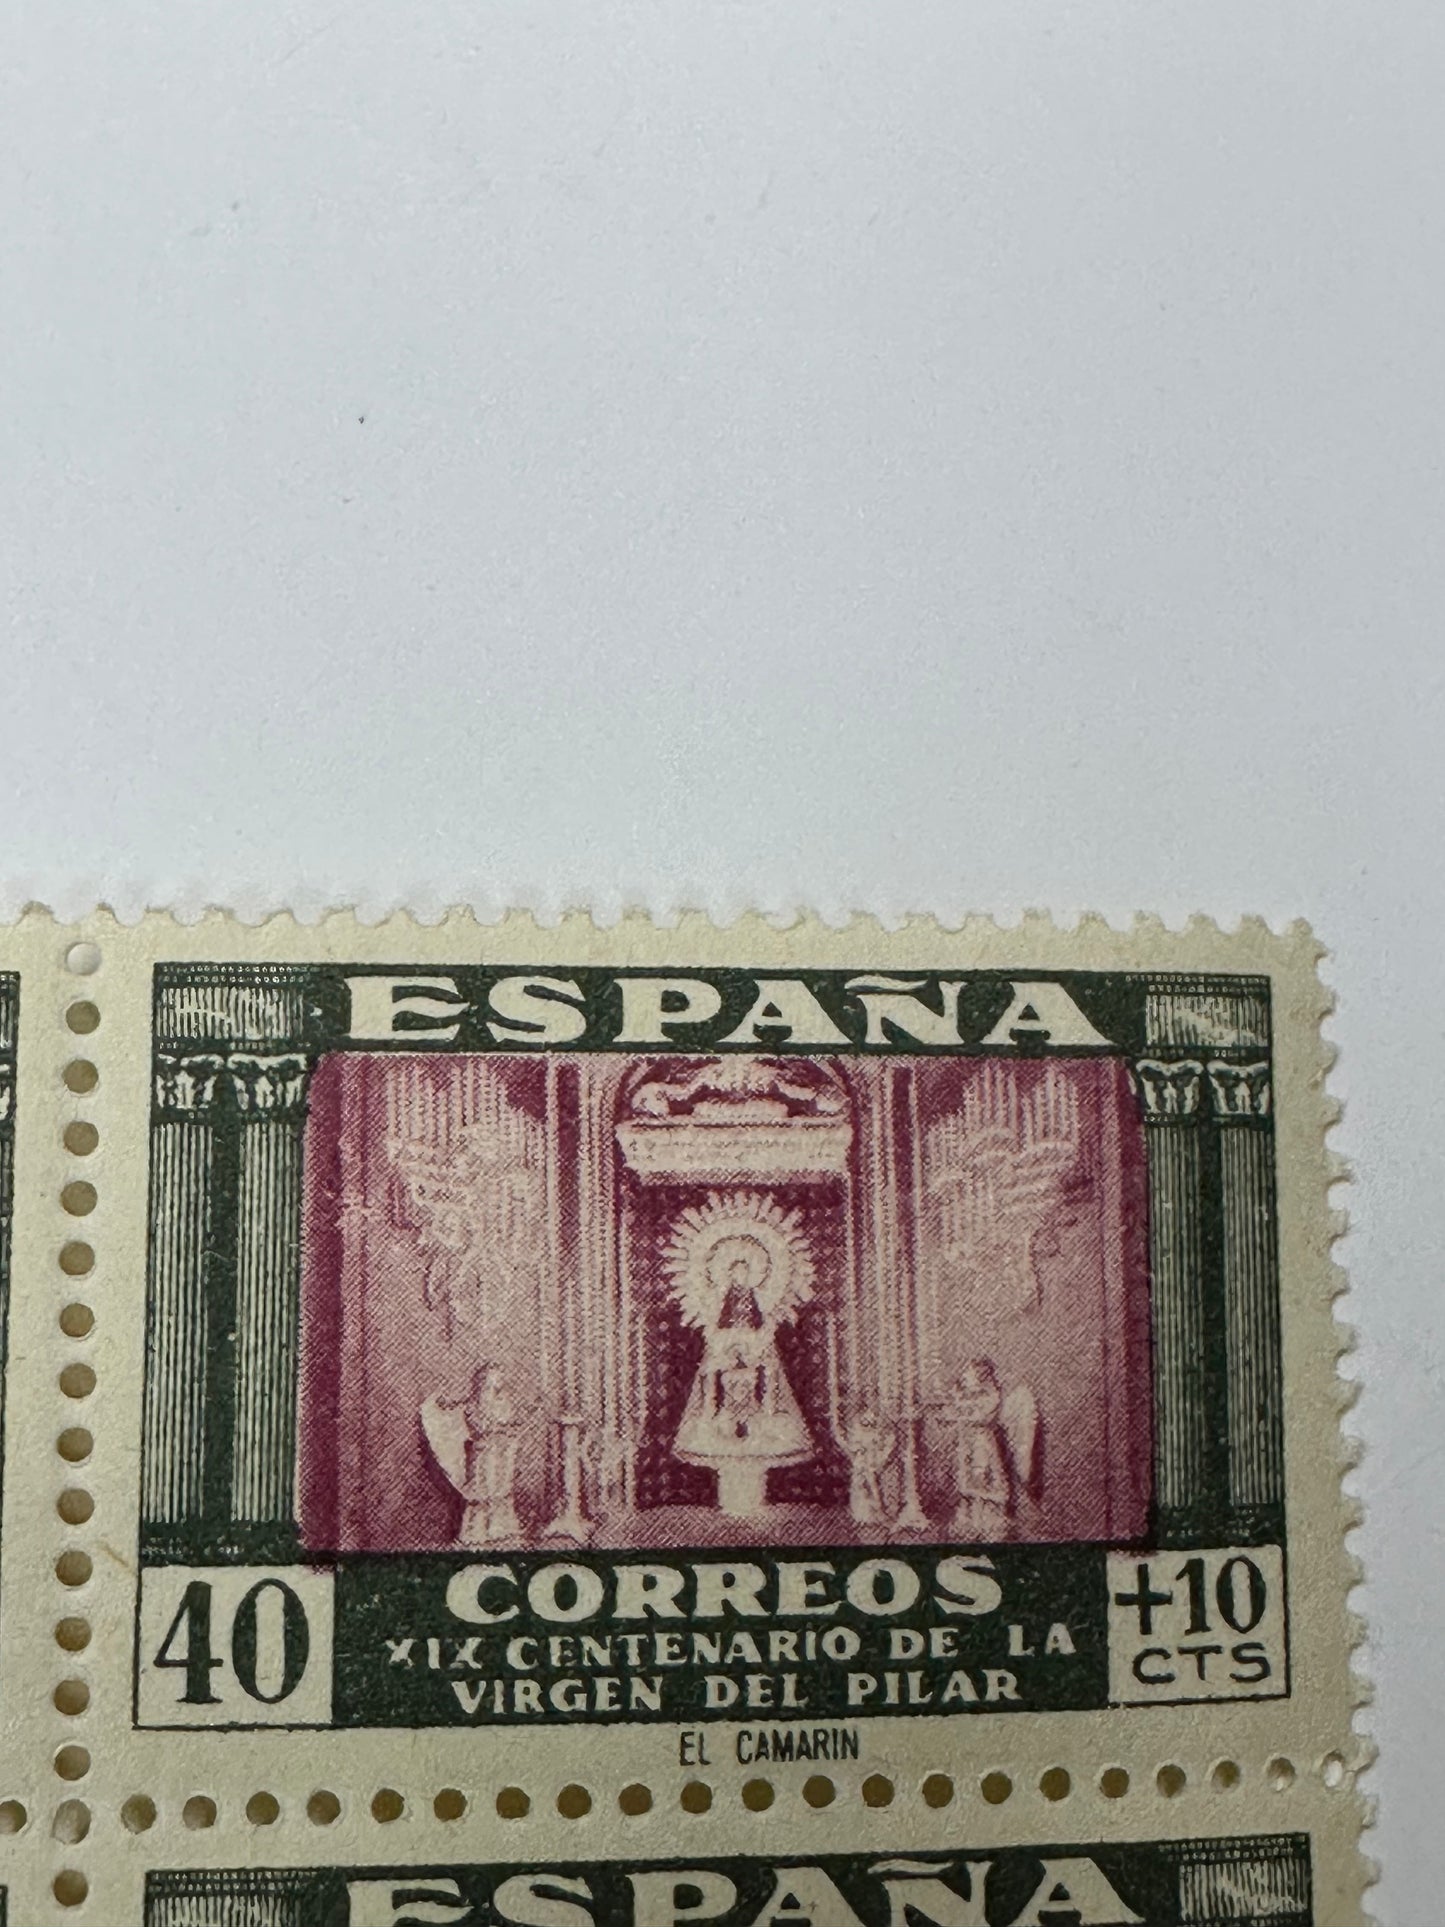 ESPAÑA
40
CORREOS
+10
CTS
XIX CENTENARIO DE LA
VIRGEN DEL PILAR
EL CAMARIN
ESPAÑA